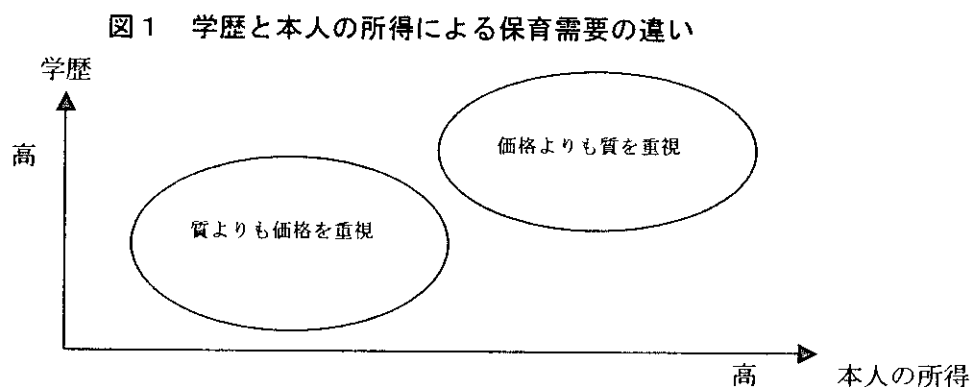 図1　学歴と本人の所得による保育需要の違い
学歴
高
価格よりも質を重視
質よりも価格を重視
高
本人の所得